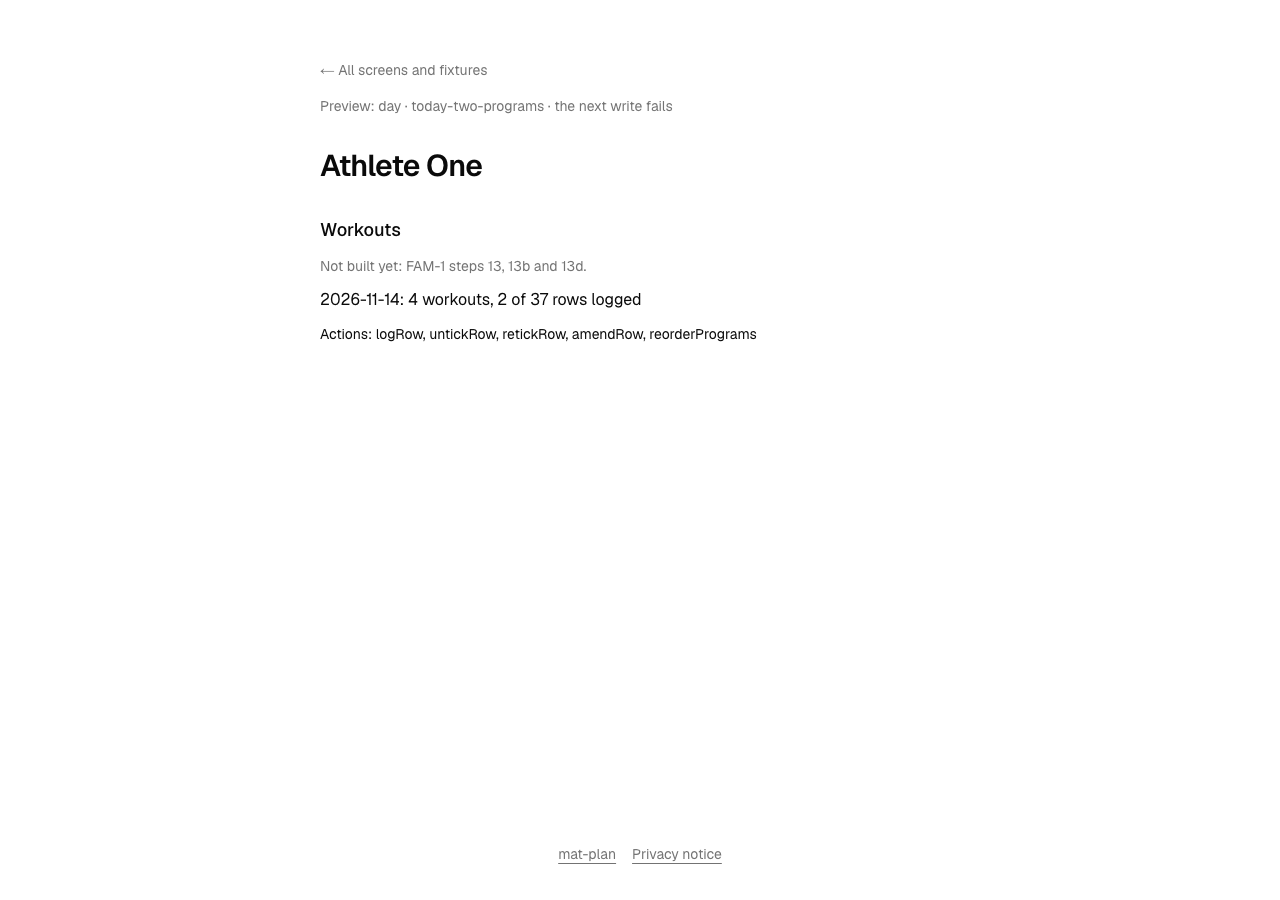 ← All screens and fixtures
Preview: day · today-two-programs · the next write fails
Athlete One
Workouts
Not built yet: FAM-1 steps 13, 13b and 13d.
2026-11-14: 4 workouts, 2 of 37 rows logged
Actions: logRow, untickRow, retickRow, amendRow, reorderPrograms
mat-plan Privacy notice